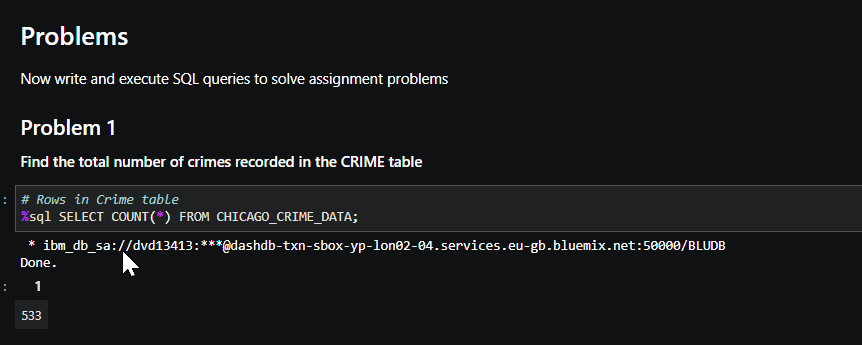 Problems
Now write and execute SQL queries to solve assignment problems
Problem 1
Find the total number of crimes recorded in the CRIME table
: # Rows in Crime table
%sql SELECT COUNT(*) FROM CHICAGO_CRIME_DATA;
* ibm_db_sa://dvd13413:***@dashdb-txn-sbox-yp-lon02-04.services.eu-gb.bluemix.net:50000/BLUDB
Done.
: 1
533